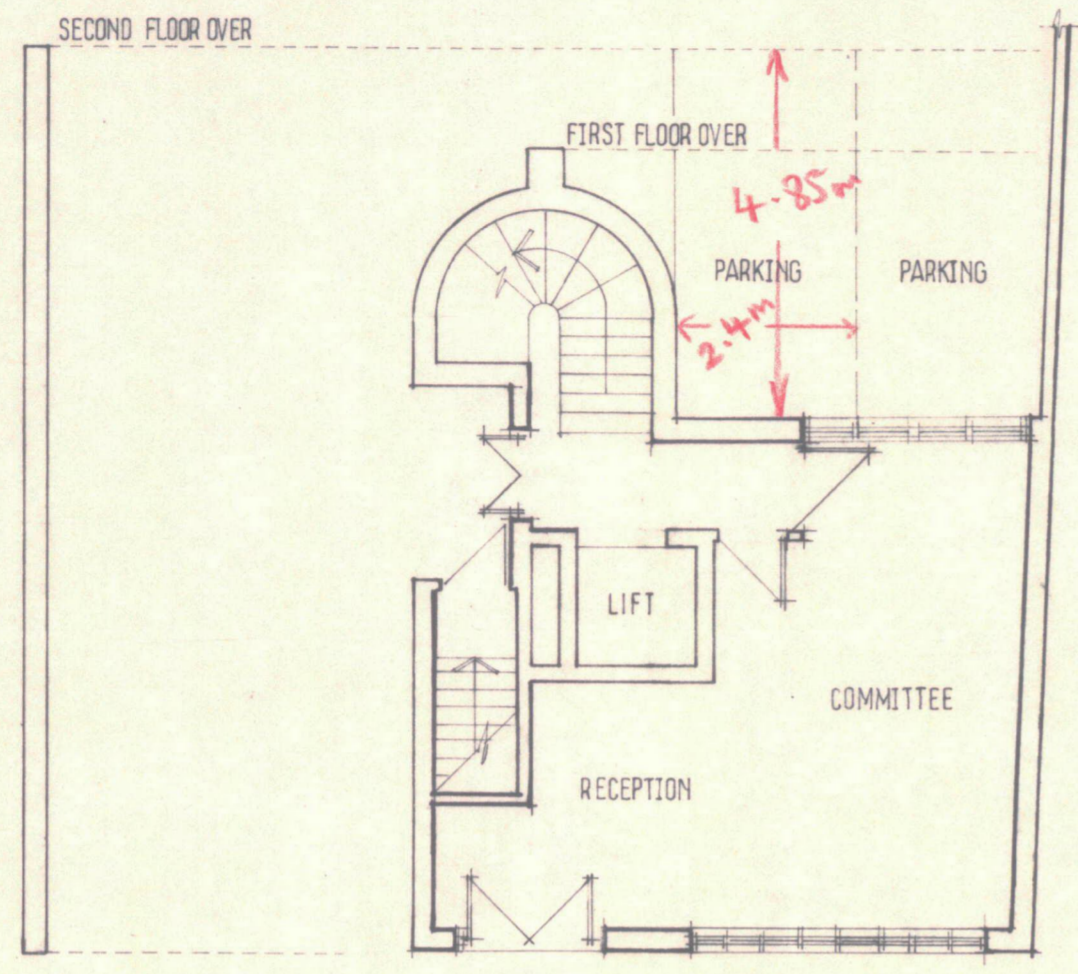 SECOND FLOOR OVER
FIRST FLOOR OVER
4.85m
PARKING
PARKING
2.4m
LIFT
COMMITTEE
RECEPTION